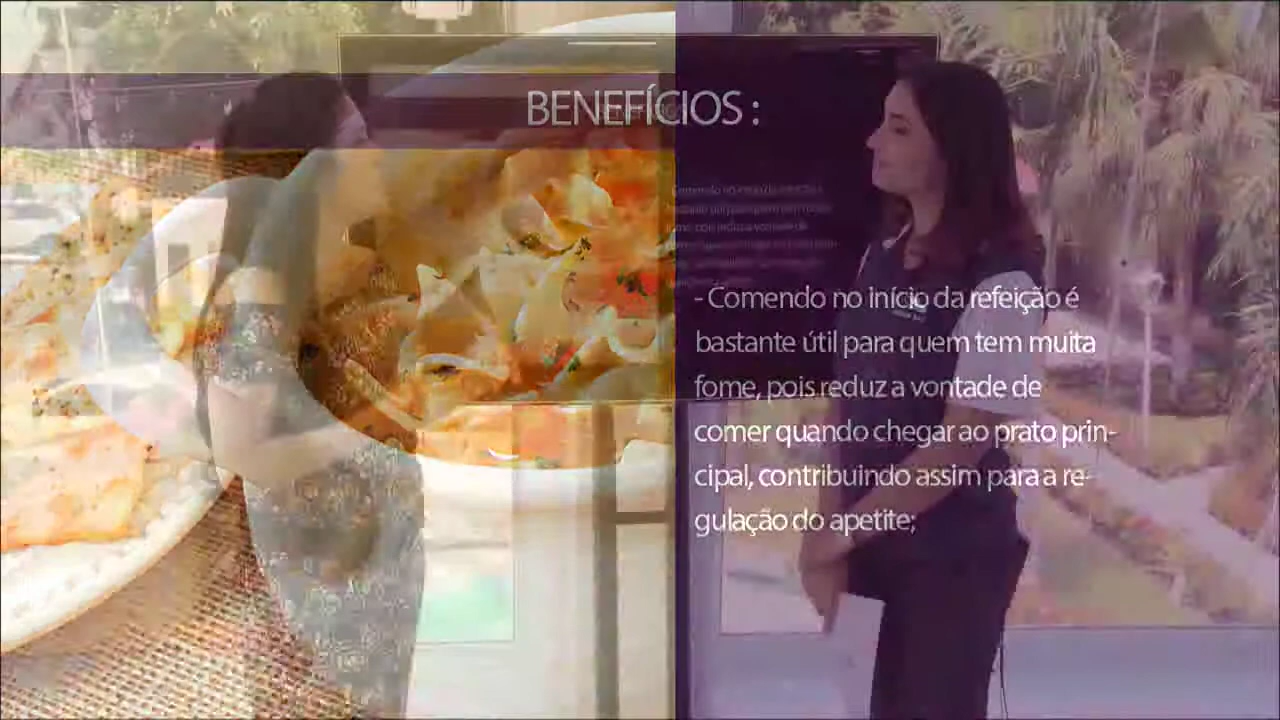 BENEFÍCIOS :
- Comendo no início da refeição é
bastante útil para quem tem muita
fome, pois reduz a vontade de
comer quando chegar ao prato prin-
cipal, contribuindo assim para a re-
gulação do apetite;